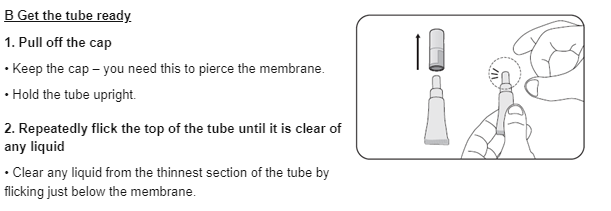 B Get the tube ready
1. Pull off the cap
• Keep the cap – you need this to pierce the membrane.
• Hold the tube upright.
2. Repeatedly flick the top of the tube until it is clear of
any liquid
• Clear any liquid from the thinnest section of the tube by
flicking just below the membrane.